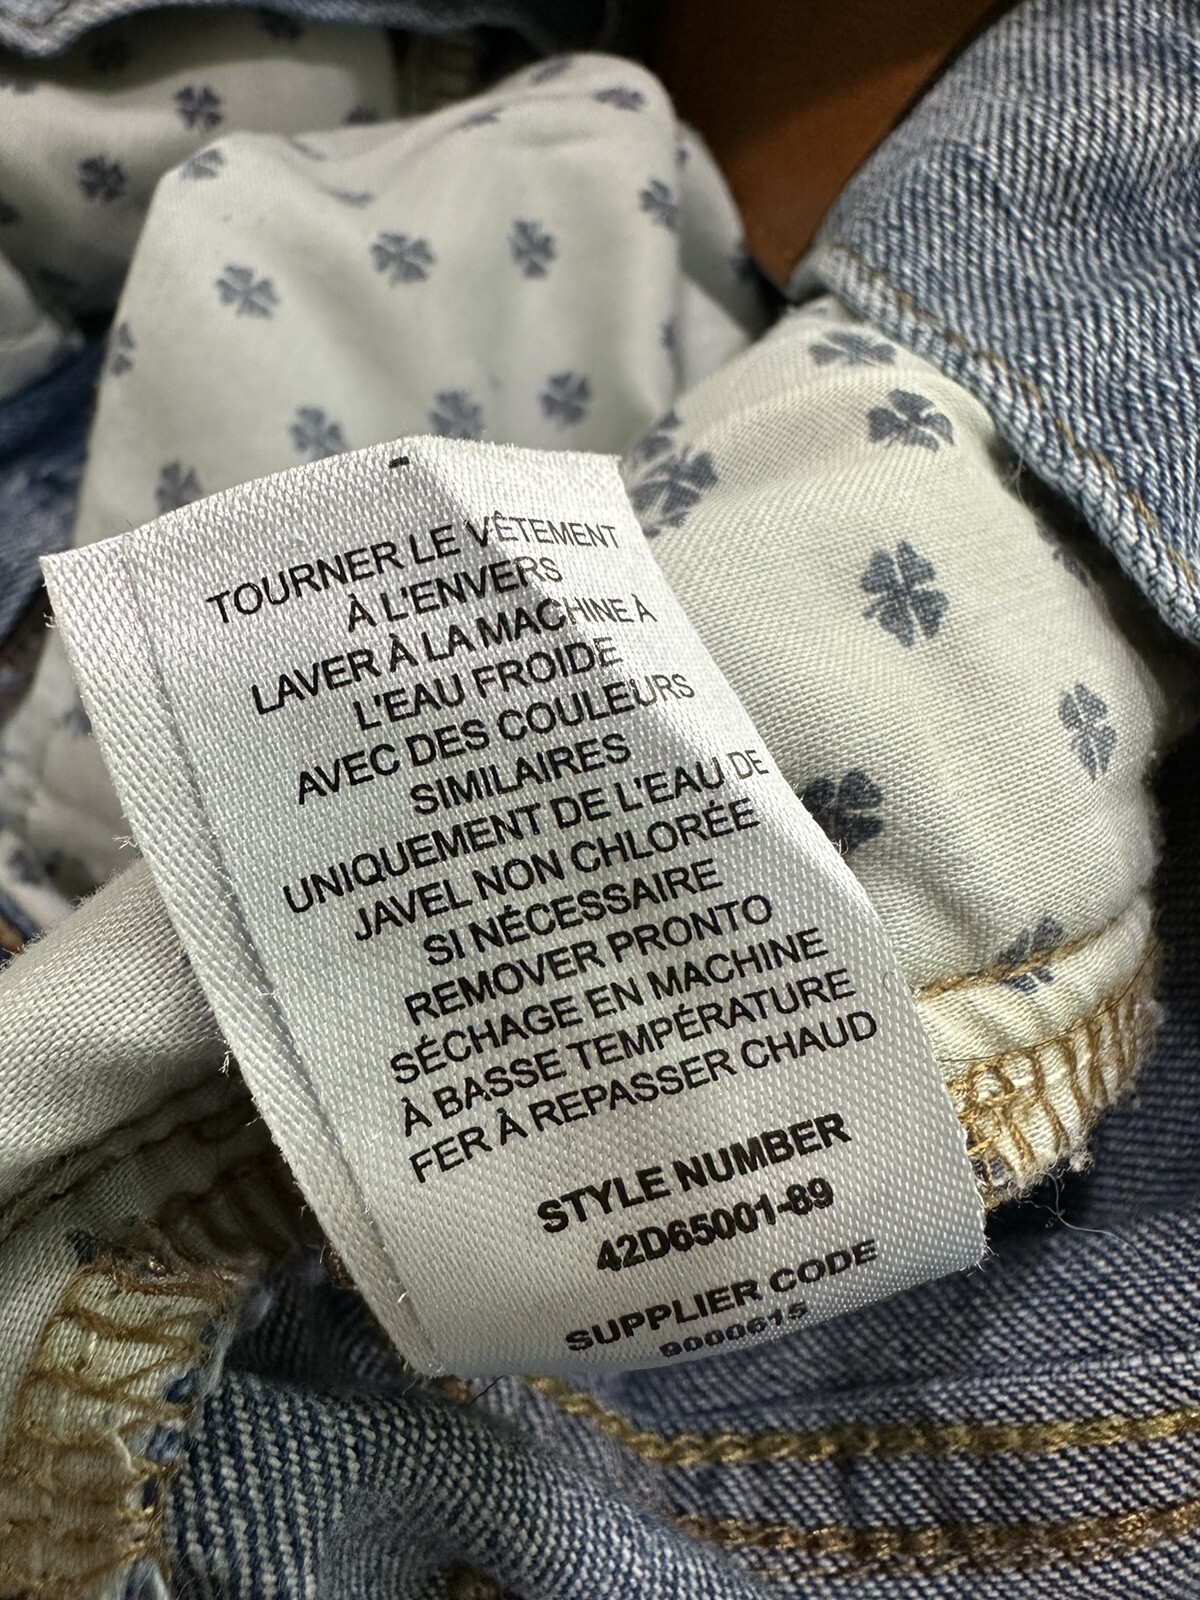 TOURNER LE VÊTEMENT
À L'ENVERS
LAVER À LA MACHINE À
L'EAU FROIDE
AVEC DES COULEURS
SIMILAIRES
UNIQUEMENT DE L'EAU DE
JAVEL NON CHLORÉE
SI NÉCESSAIRE
REMOVER PRONTO
SÉCHAGE EN MACHINE
À BASSE TEMPÉRATURE
FER À REPASSER CHAUD
STYLE NUMBER
42D65001-89
SUPPLIER CODE
9000615